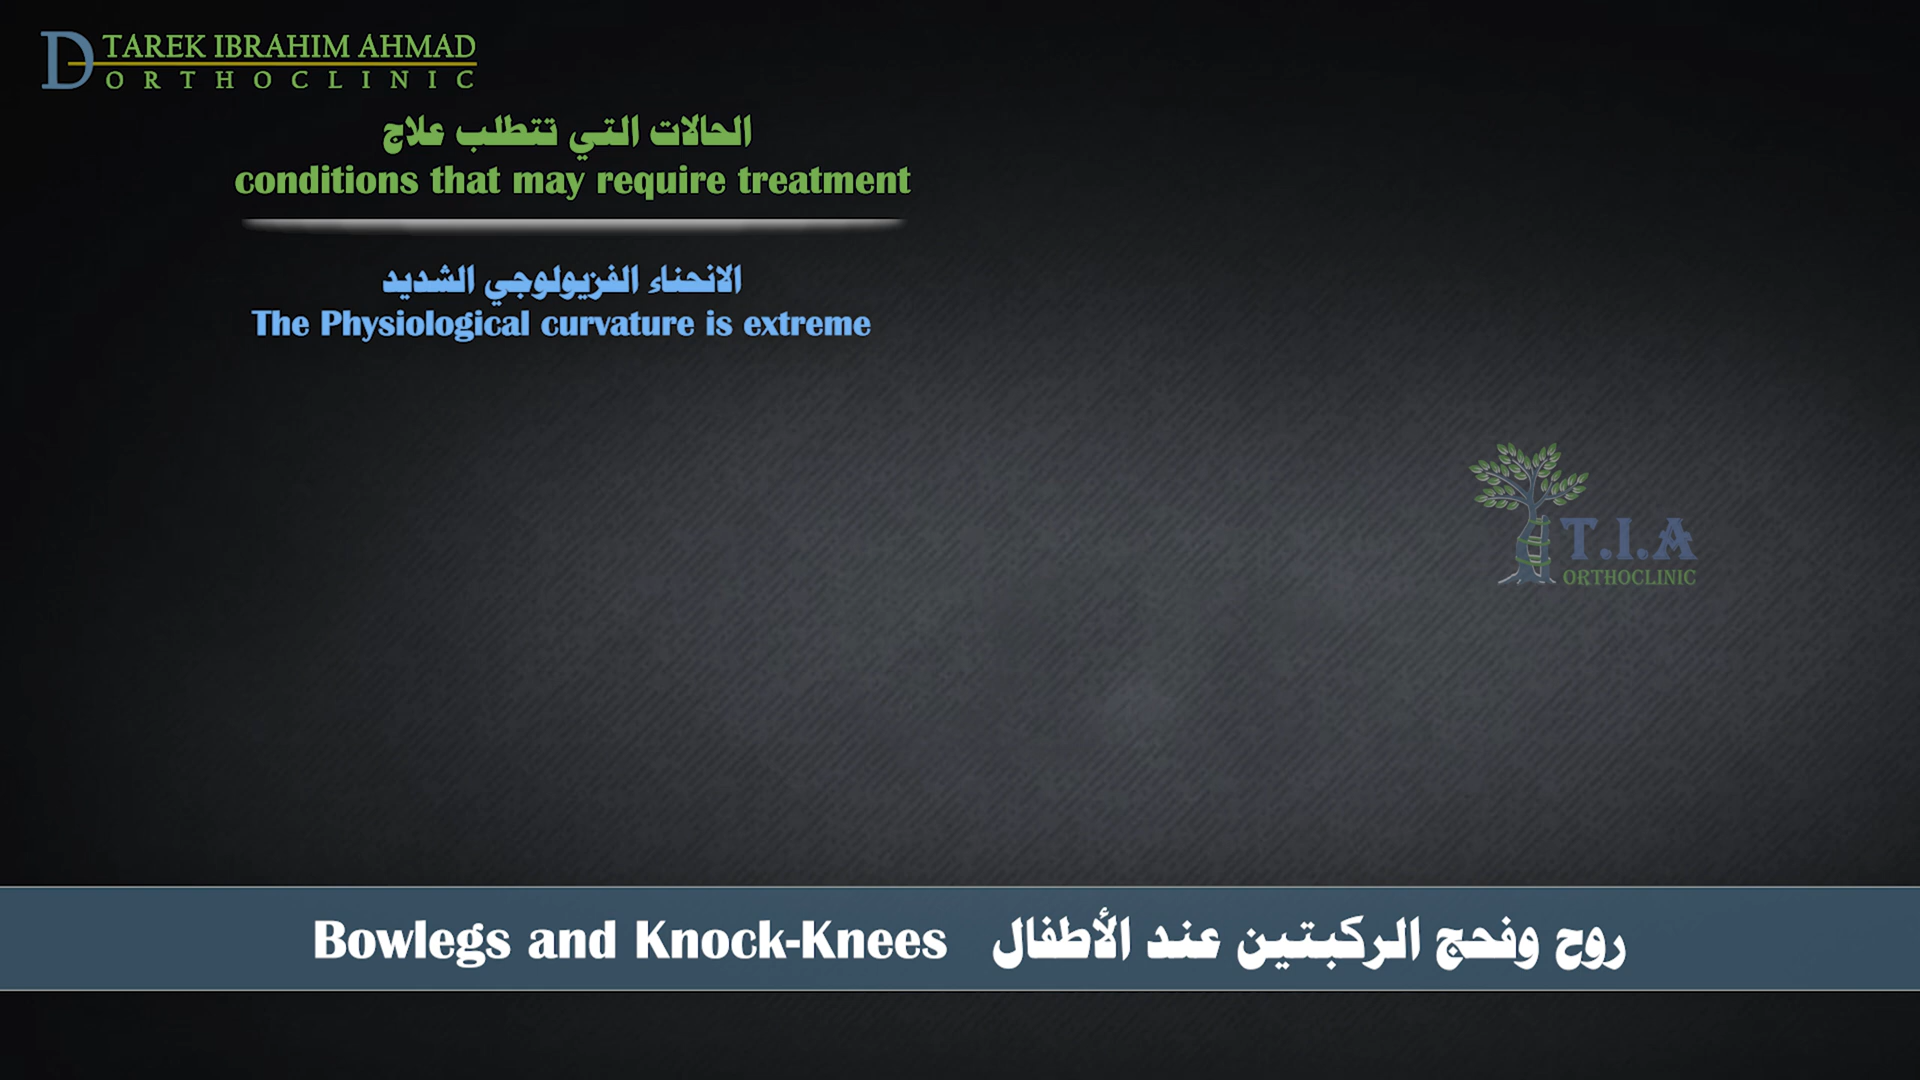 D TAREK IBRAHIM AHMAD
ORTHOCLINIC
الحالات التي تتطلب علاج
conditions that may require treatment
الانحناء الفزيولوجي الشديد
The Physiological curvature is extreme
T.I.A
ORTHOCLINIC
Bowlegs and Knock-Knees روح وفحج الركبتين عند الأطفال